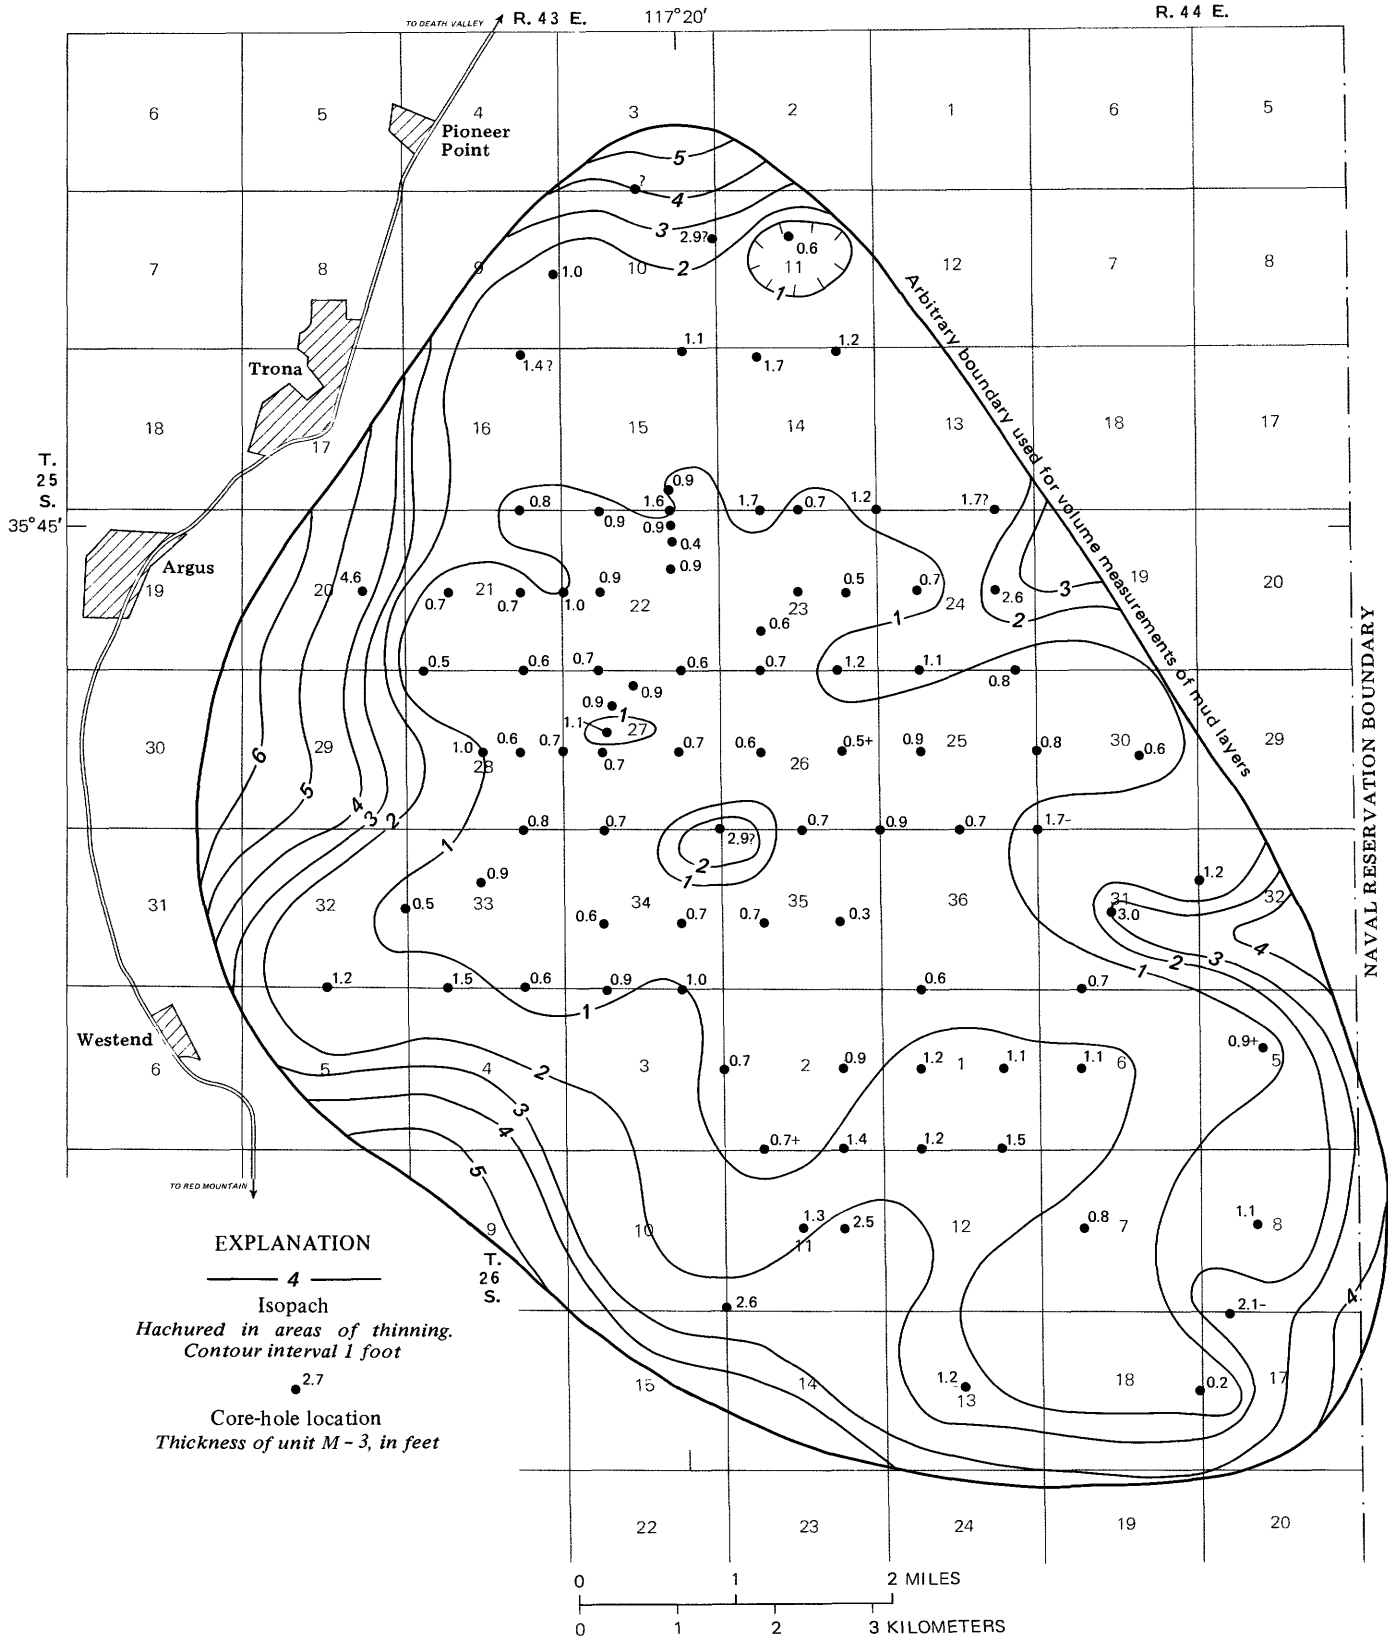 TO DEATH VALLEY
R. 43 E.
117°20′
R. 44 E.
6 5 4 3 2 1 6 5
Pioneer
Point
5
?
4
3
2.9?
0.6
7 8 9 1.0 10 2 11 12 7 8
1
Arbitrary boundary used for volume measurements of mud layers
1.1 1.2
1.4? 1.7
Trona
18 17 16 15 14 13 18 17
T.
25
S.
35°45′
0.9
0.8 0.9 1.6 1.7 0.7 1.2 1.7?
0.9
0.4
0.9
Argus
19 20 4.6 21 22 23 24 19 20
0.7 0.7 1.0 0.9 0.5 0.7 2.6 3
0.6 1 2
0.5 0.6 0.7 0.6 0.7 1.2 1.1 0.8
0.9
0.9
1.1 1 27
30 29 28 26 25 30 29
1.0 0.6 0.7 0.7 0.7 0.6 0.5+ 0.9 0.8 0.6
6 5 4 3 2
NAVAL RESERVATION BOUNDARY
1 0.8 0.7 2.9? 0.7 0.9 0.7 1.7–
2
1
0.9 1.2
31 32 33 34 35 36 31 32
0.5 0.6 0.7 0.7 0.3 3.0
4
1 2 3
1.2 1.5 0.6 0.9 1.0 0.6 0.7
1
Westend
0.9+
6 5 4 3 2 1 6 5
2 0.7 0.9 1.2 1.1 1.1
3
4
0.7+ 1.4 1.2 1.5
5
TO RED MOUNTAIN
9 10 11 12 7 8
1.3 2.5 0.8 1.1
T.
26
S.
2.6 2.1– 4
15 14 13 18 17
1.2 0.2
EXPLANATION
4
Isopach
Hachured in areas of thinning.
Contour interval 1 foot
2.7
Core-hole location
Thickness of unit M-3, in feet
22 23 24 19 20
0 1 2 MILES
0 1 2 3 KILOMETERS